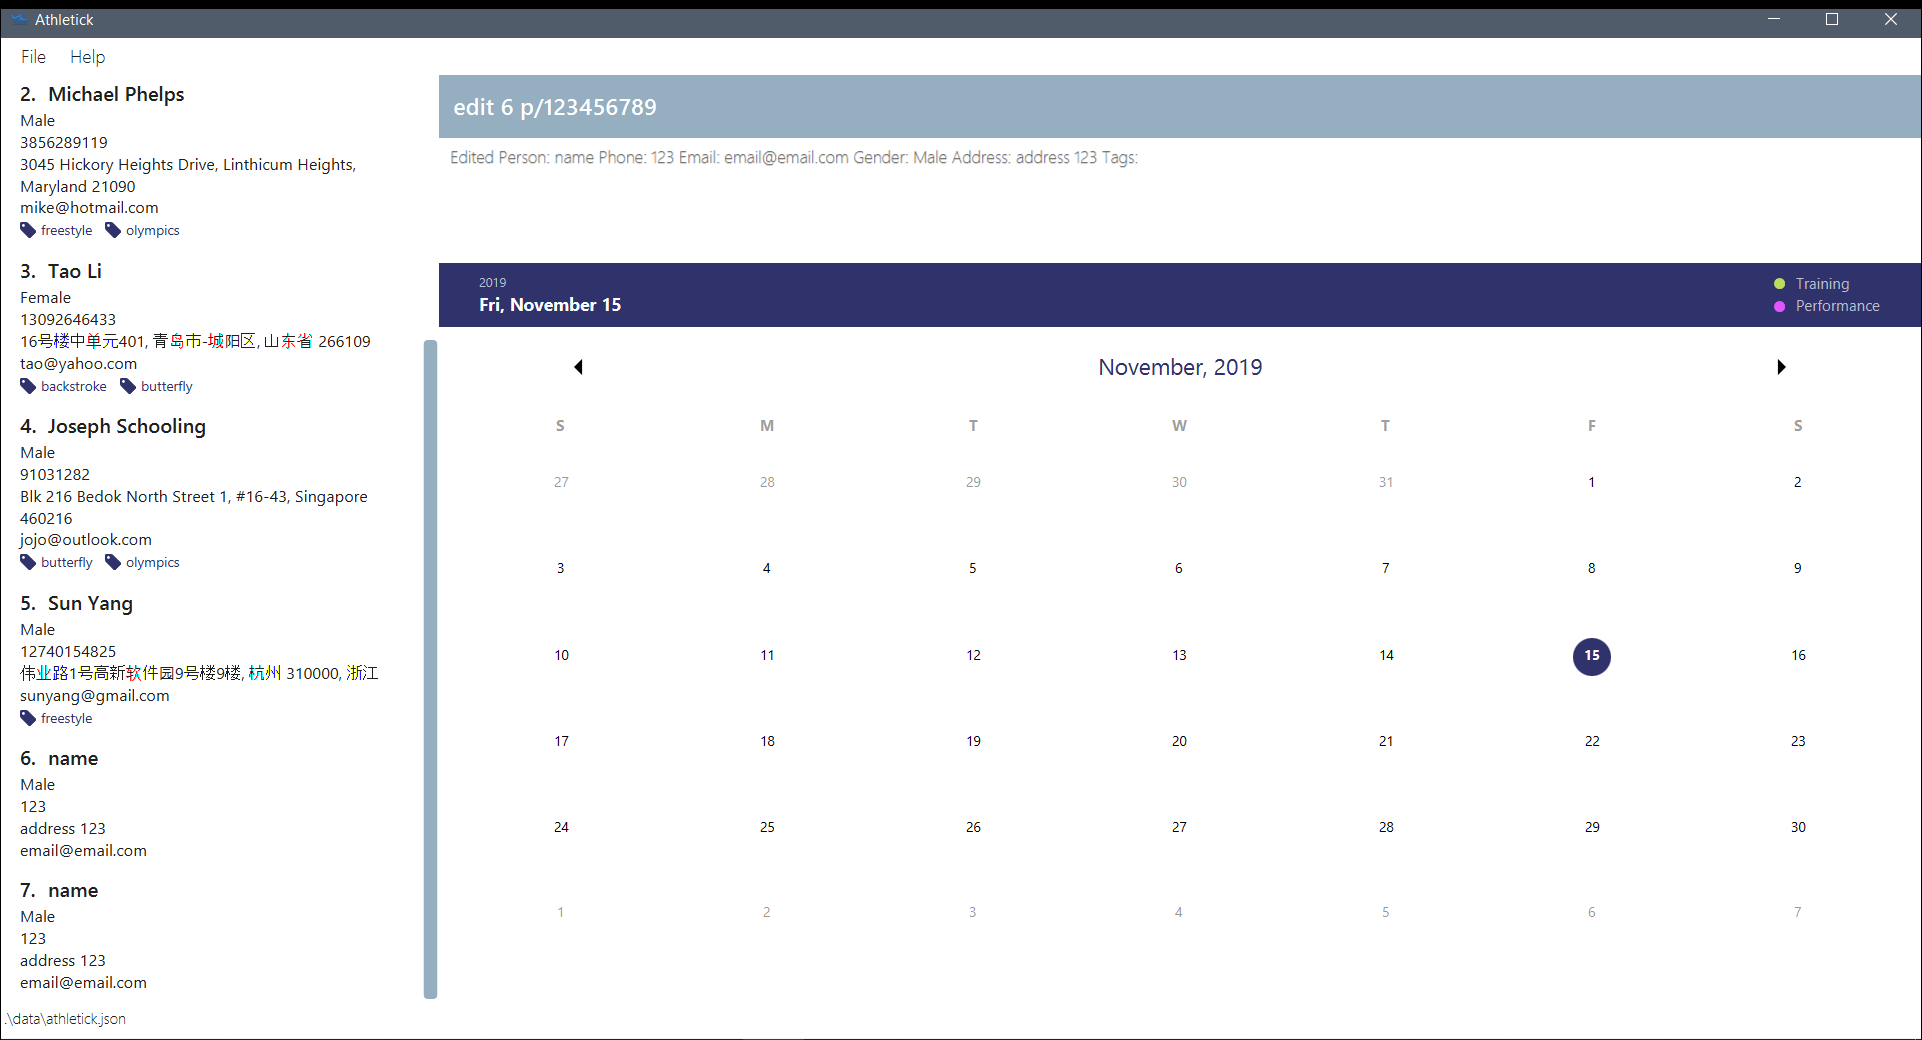 Athletick
File Help
2. Michael Phelps
Male
3856289119
3045 Hickory Heights Drive, Linthicum Heights,
Maryland 21090
mike@hotmail.com
freestyle olympics
3. Tao Li
Female
13092646433
16号楼中单元401, 青岛市-城阳区, 山东省 266109
tao@yahoo.com
backstroke butterfly
4. Joseph Schooling
Male
91031282
Blk 216 Bedok North Street 1, #16-43, Singapore
460216
jojo@outlook.com
butterfly olympics
5. Sun Yang
Male
12740154825
伟业路1号高新软件园9号楼9楼, 杭州 310000, 浙江
sunyang@gmail.com
freestyle
6. name
Male
123
address 123
email@email.com
7. name
Male
123
address 123
email@email.com
.\data\athletick.json
edit 6 p/123456789
Edited Person: name Phone: 123 Email: email@email.com Gender: Male Address: address 123 Tags:
2019
Fri, November 15
Training
Performance
November, 2019
S M T W T F S
27 28 29 30 31 1 2
3 4 5 6 7 8 9
10 11 12 13 14 15 16
17 18 19 20 21 22 23
24 25 26 27 28 29 30
1 2 3 4 5 6 7